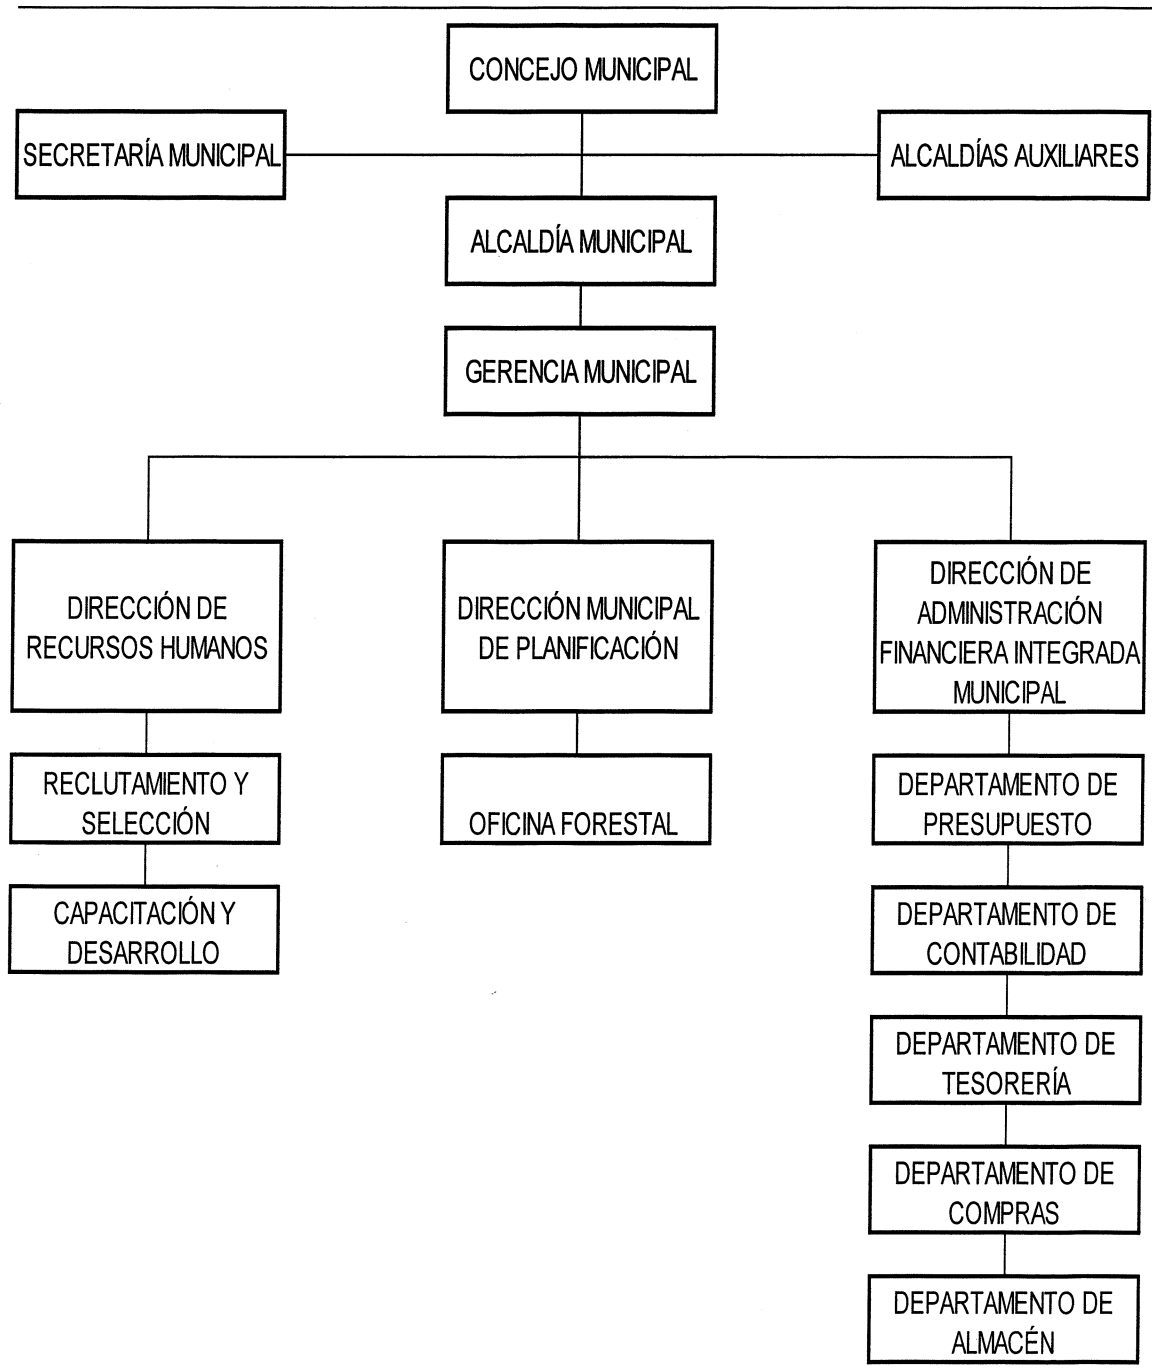 CONCEJO MUNICIPAL
SECRETARÍA MUNICIPAL
ALCALDÍAS AUXILIARES
ALCALDÍA MUNICIPAL
GERENCIA MUNICIPAL
DIRECCIÓN DE
RECURSOS HUMANOS
DIRECCIÓN MUNICIPAL
DE PLANIFICACIÓN
DIRECCIÓN DE
ADMINISTRACIÓN
FINANCIERA INTEGRADA
MUNICIPAL
RECLUTAMIENTO Y
SELECCIÓN
OFICINA FORESTAL
DEPARTAMENTO DE
PRESUPUESTO
CAPACITACIÓN Y
DESARROLLO
DEPARTAMENTO DE
CONTABILIDAD
DEPARTAMENTO DE
TESORERÍA
DEPARTAMENTO DE
COMPRAS
DEPARTAMENTO DE
ALMACÉN